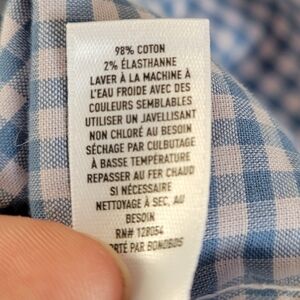 98% COTON
2% ÉLASTHANNE
LAVER À LA MACHINE À
L'EAU FROIDE AVEC DES
COULEURS SEMBLABLES
UTILISER UN JAVELLISANT
NON CHLORÉ AU BESOIN
SÉCHAGE PAR CULBUTAGE
À BASSE TEMPÉRATURE
REPASSER AU FER CHAUD
SI NÉCESSAIRE
NETTOYAGE À SEC, AU
BESOIN
RN# 128054
PORTÉ PAR BONOBOS